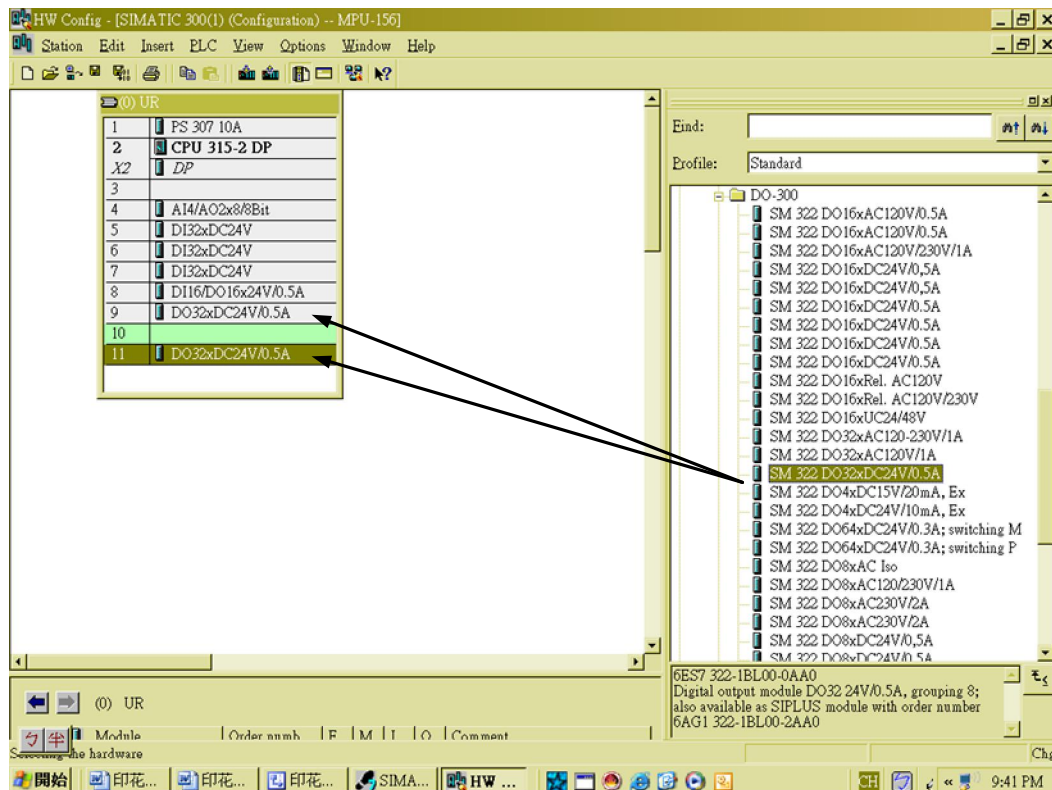 HW Config - [SIMATIC 300(1) (Configuration) -- MPU-156]
Station Edit Insert PLC View Options Window Help
(0) UR
1 PS 307 10A
2 CPU 315-2 DP
X2 DP
3
4 AI4/AO2x8/8Bit
5 DI32xDC24V
6 DI32xDC24V
7 DI32xDC24V
8 DI16/DO16x24V/0.5A
9 DO32xDC24V/0.5A
10
11 DO32xDC24V/0.5A
Find:
Profile: Standard
DO-300
SM 322 DO16xAC120V/0.5A
SM 322 DO16xAC120V/0.5A
SM 322 DO16xAC120V/230V/1A
SM 322 DO16xDC24V/0,5A
SM 322 DO16xDC24V/0,5A
SM 322 DO16xDC24V/0.5A
SM 322 DO16xDC24V/0.5A
SM 322 DO16xDC24V/0.5A
SM 322 DO16xDC24V/0.5A
SM 322 DO16xRel. AC120V
SM 322 DO16xRel. AC120V/230V
SM 322 DO16xUC24/48V
SM 322 DO32xAC120-230V/1A
SM 322 DO32xAC120V/1A
SM 322 DO32xDC24V/0.5A
SM 322 DO4xDC15V/20mA, Ex
SM 322 DO4xDC24V/10mA, Ex
SM 322 DO64xDC24V/0.3A; switching M
SM 322 DO64xDC24V/0.3A; switching P
SM 322 DO8xAC Iso
SM 322 DO8xAC120/230V/1A
SM 322 DO8xAC230V/2A
SM 322 DO8xAC230V/2A
SM 322 DO8xDC24V/0,5A
SM 322 DO8xDC24V/0.5A
6ES7 322-1BL00-0AA0
Digital output module DO32 24V/0.5A, grouping 8;
also available as SIPLUS module with order number
6AG1 322-1BL00-2AA0
(0) UR
Module Order numb F M I O Comment
ㄅ 半
the hardware
Chg
開始 印花... 印花... 印花... SIMA... HW ... CH « 9:41 PM